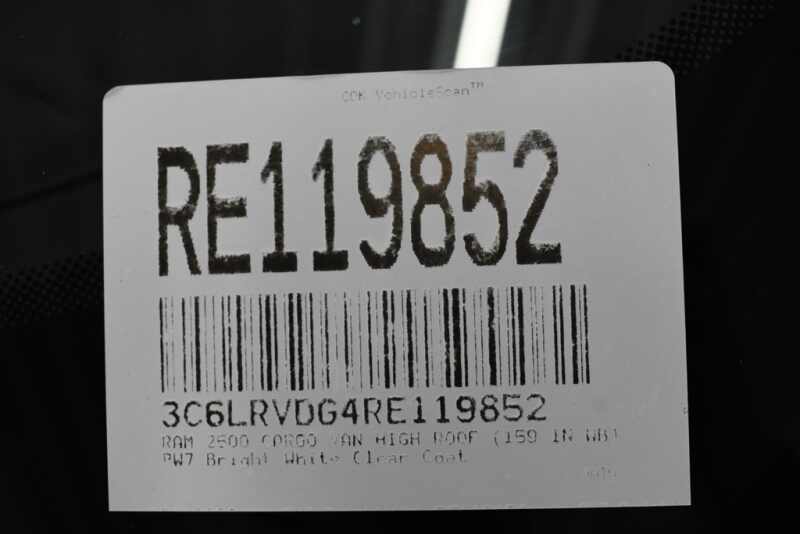 CDK VehicleScan™
RE119852
3C6LRVDG4RE119852
RAM 2500 CARGO VAN HIGH ROOF (159 IN WB)
PW7 Bright White Clear Coat